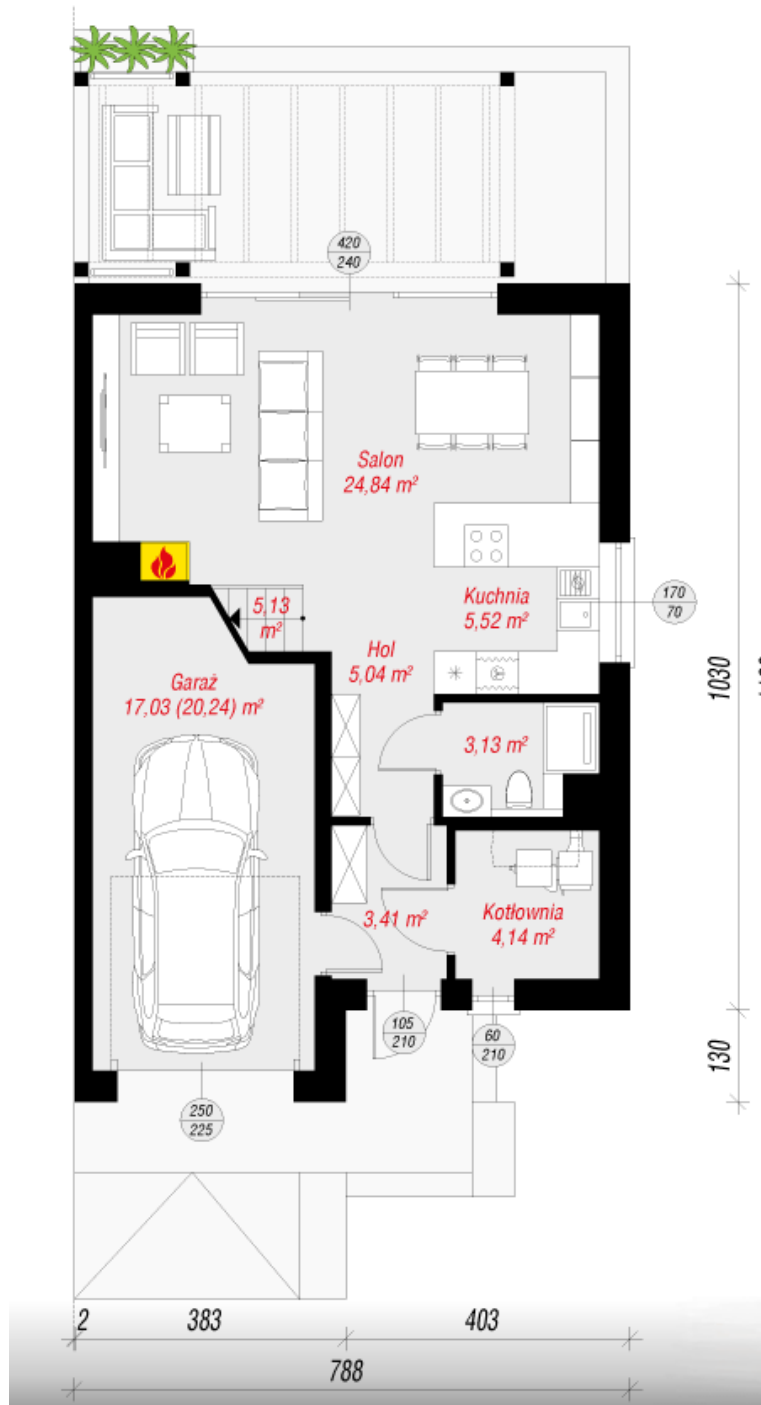 420
240
Salon
24,84 m²
170
70
Kuchnia
5,52 m²
5,13
m²
Hol
5,04 m²
Garaż
17,03 (20,24) m²
3,13 m²
1030
3,41 m²
Kotłownia
4,14 m²
105
210
60
210
130
250
225
2
383
403
788